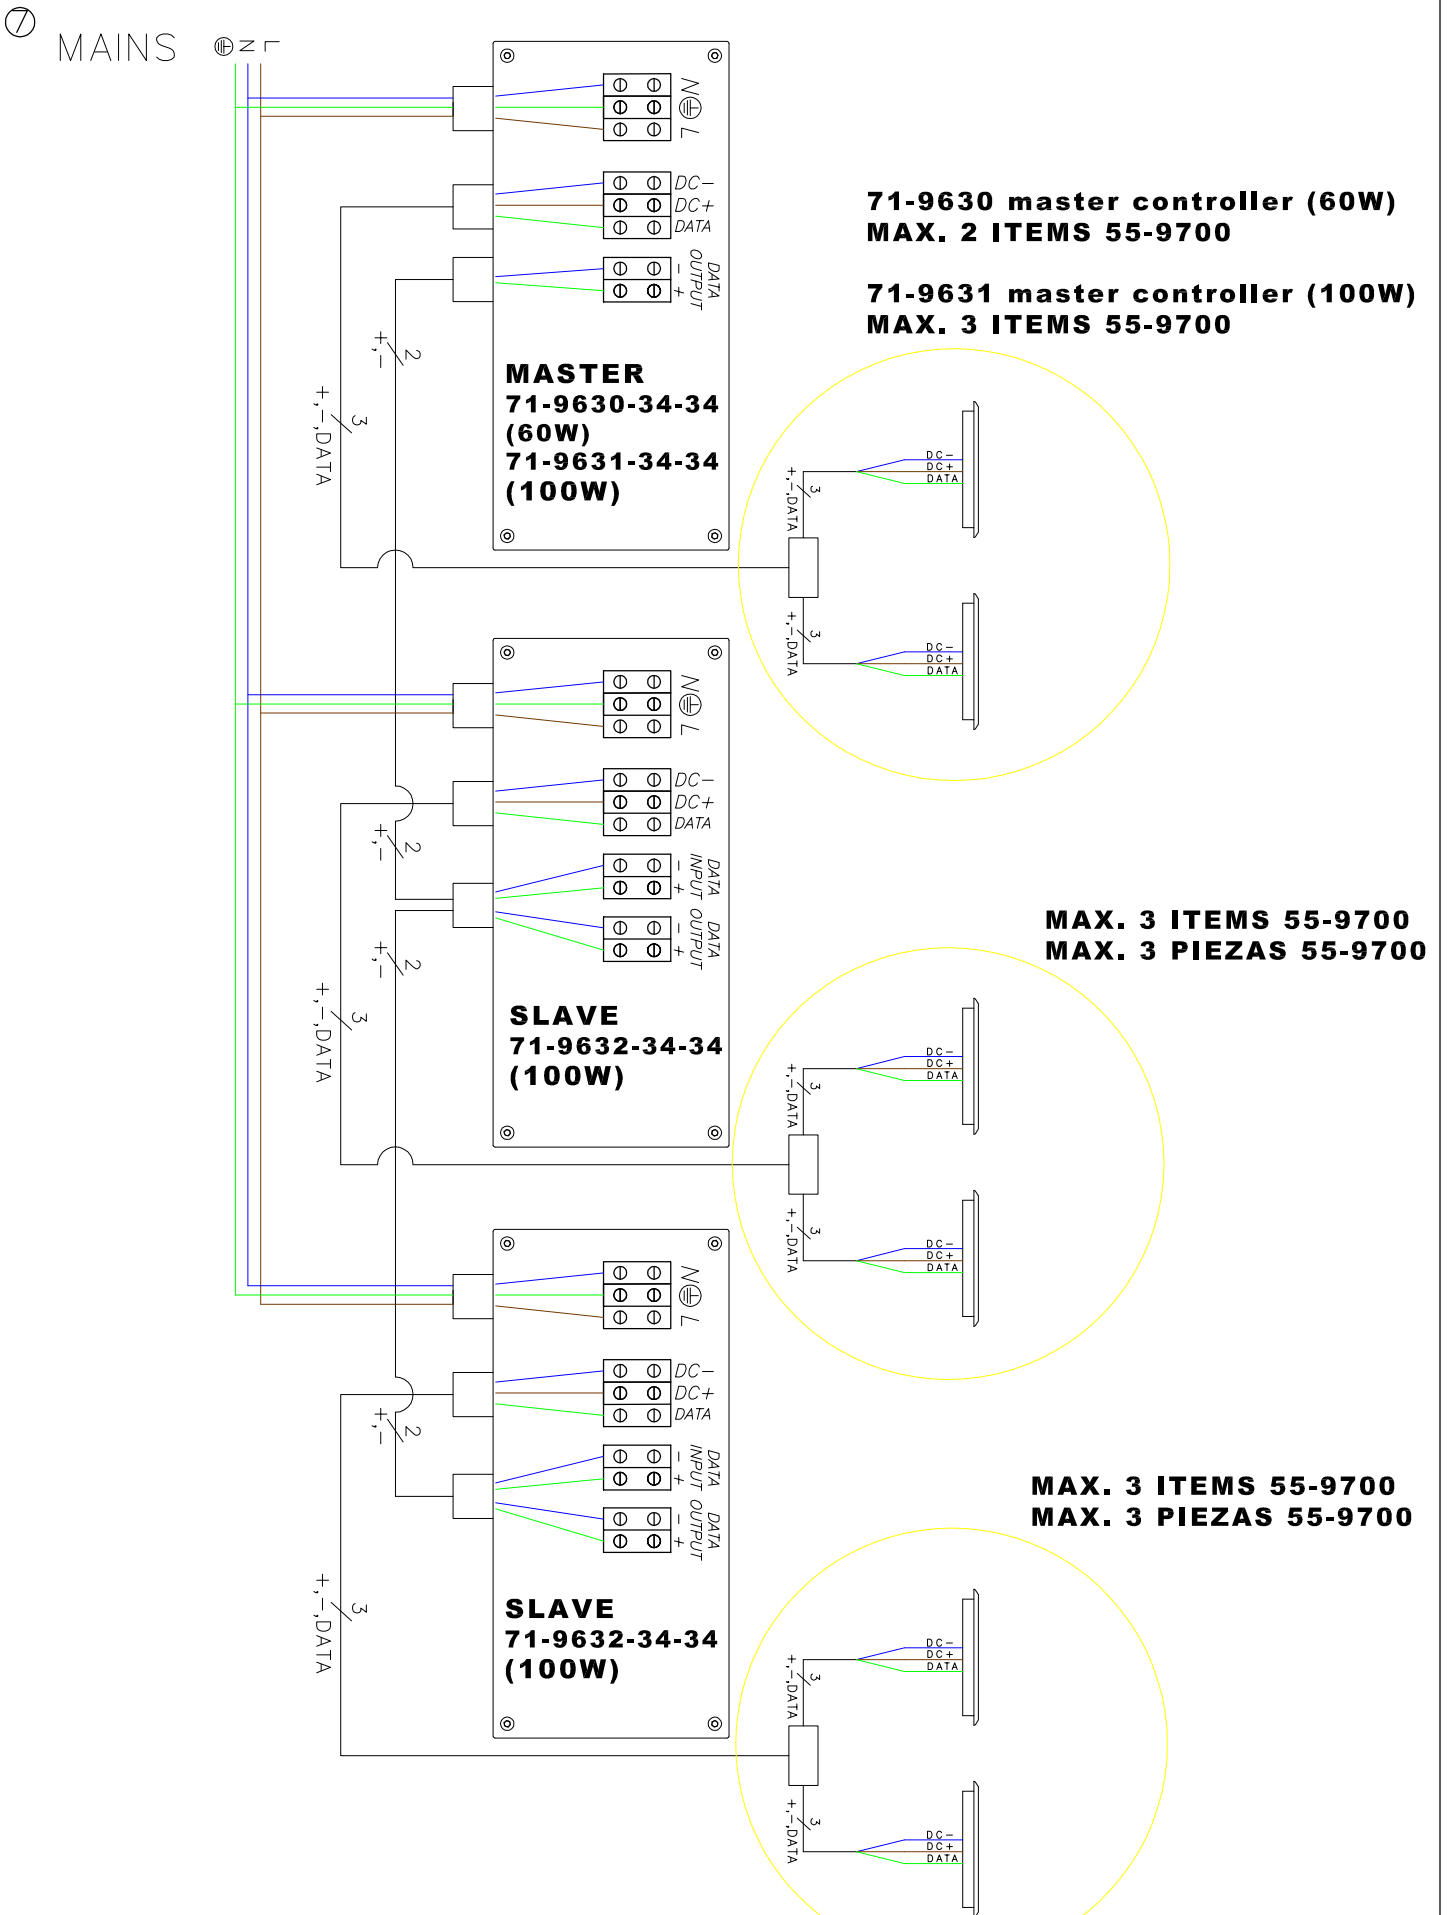 7
MAINS
N L
N
L
DC-
DC+
DATA
- DATA
+ OUTPUT
MASTER
71-9630-34-34
(60W)
71-9631-34-34
(100W)
+,- 2
+,-,DATA 3
71-9630 master controller (60W)
MAX. 2 ITEMS 55-9700
71-9631 master controller (100W)
MAX. 3 ITEMS 55-9700
+,-,DATA 3
DC-
DC+
DATA
+,-,DATA 3
DC-
DC+
DATA
N
L
DC-
DC+
DATA
- DATA
+ INPUT
- DATA
+ OUTPUT
SLAVE
71-9632-34-34
(100W)
+,- 2
+,- 2
+,-,DATA 3
MAX. 3 ITEMS 55-9700
MAX. 3 PIEZAS 55-9700
+,-,DATA 3
DC-
DC+
DATA
+,-,DATA 3
DC-
DC+
DATA
N
L
DC-
DC+
DATA
- DATA
+ INPUT
- DATA
+ OUTPUT
SLAVE
71-9632-34-34
(100W)
+,- 2
+,-,DATA 3
MAX. 3 ITEMS 55-9700
MAX. 3 PIEZAS 55-9700
+,-,DATA 3
DC-
DC+
DATA
+,-,DATA 3
DC-
DC+
DATA